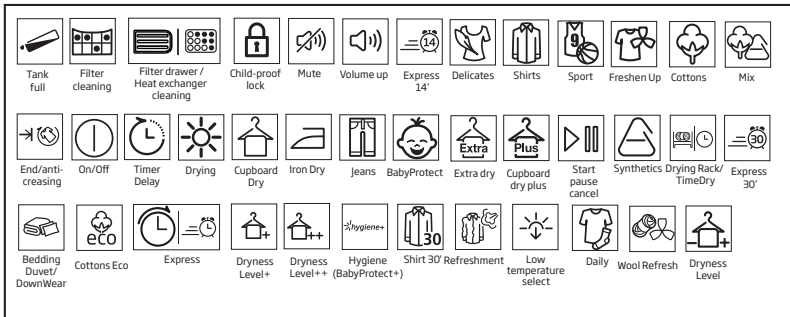 14
9
Tank full
Filter cleaning
Filter drawer / Heat exchanger cleaning
Child-proof lock
Mute
Volume up
Express 14'
Delicates
Shirts
Sport
Freshen Up
Cottons
Mix
Extra
Plus
30
End/anti-creasing
On/Off
Timer Delay
Drying
Cupboard Dry
Iron Dry
Jeans
BabyProtect
Extra dry
Cupboard dry plus
Start pause cancel
Synthetics
Drying Rack/ TimeDry
Express 30'
eco
+
++
hygiene+
30
- +
Bedding Duvet/ DownWear
Cottons Eco
Express
Dryness Level+
Dryness Level++
Hygiene (BabyProtect+)
Shirt 30'
Refreshment
Low temperature select
Daily
Wool Refresh
Dryness Level